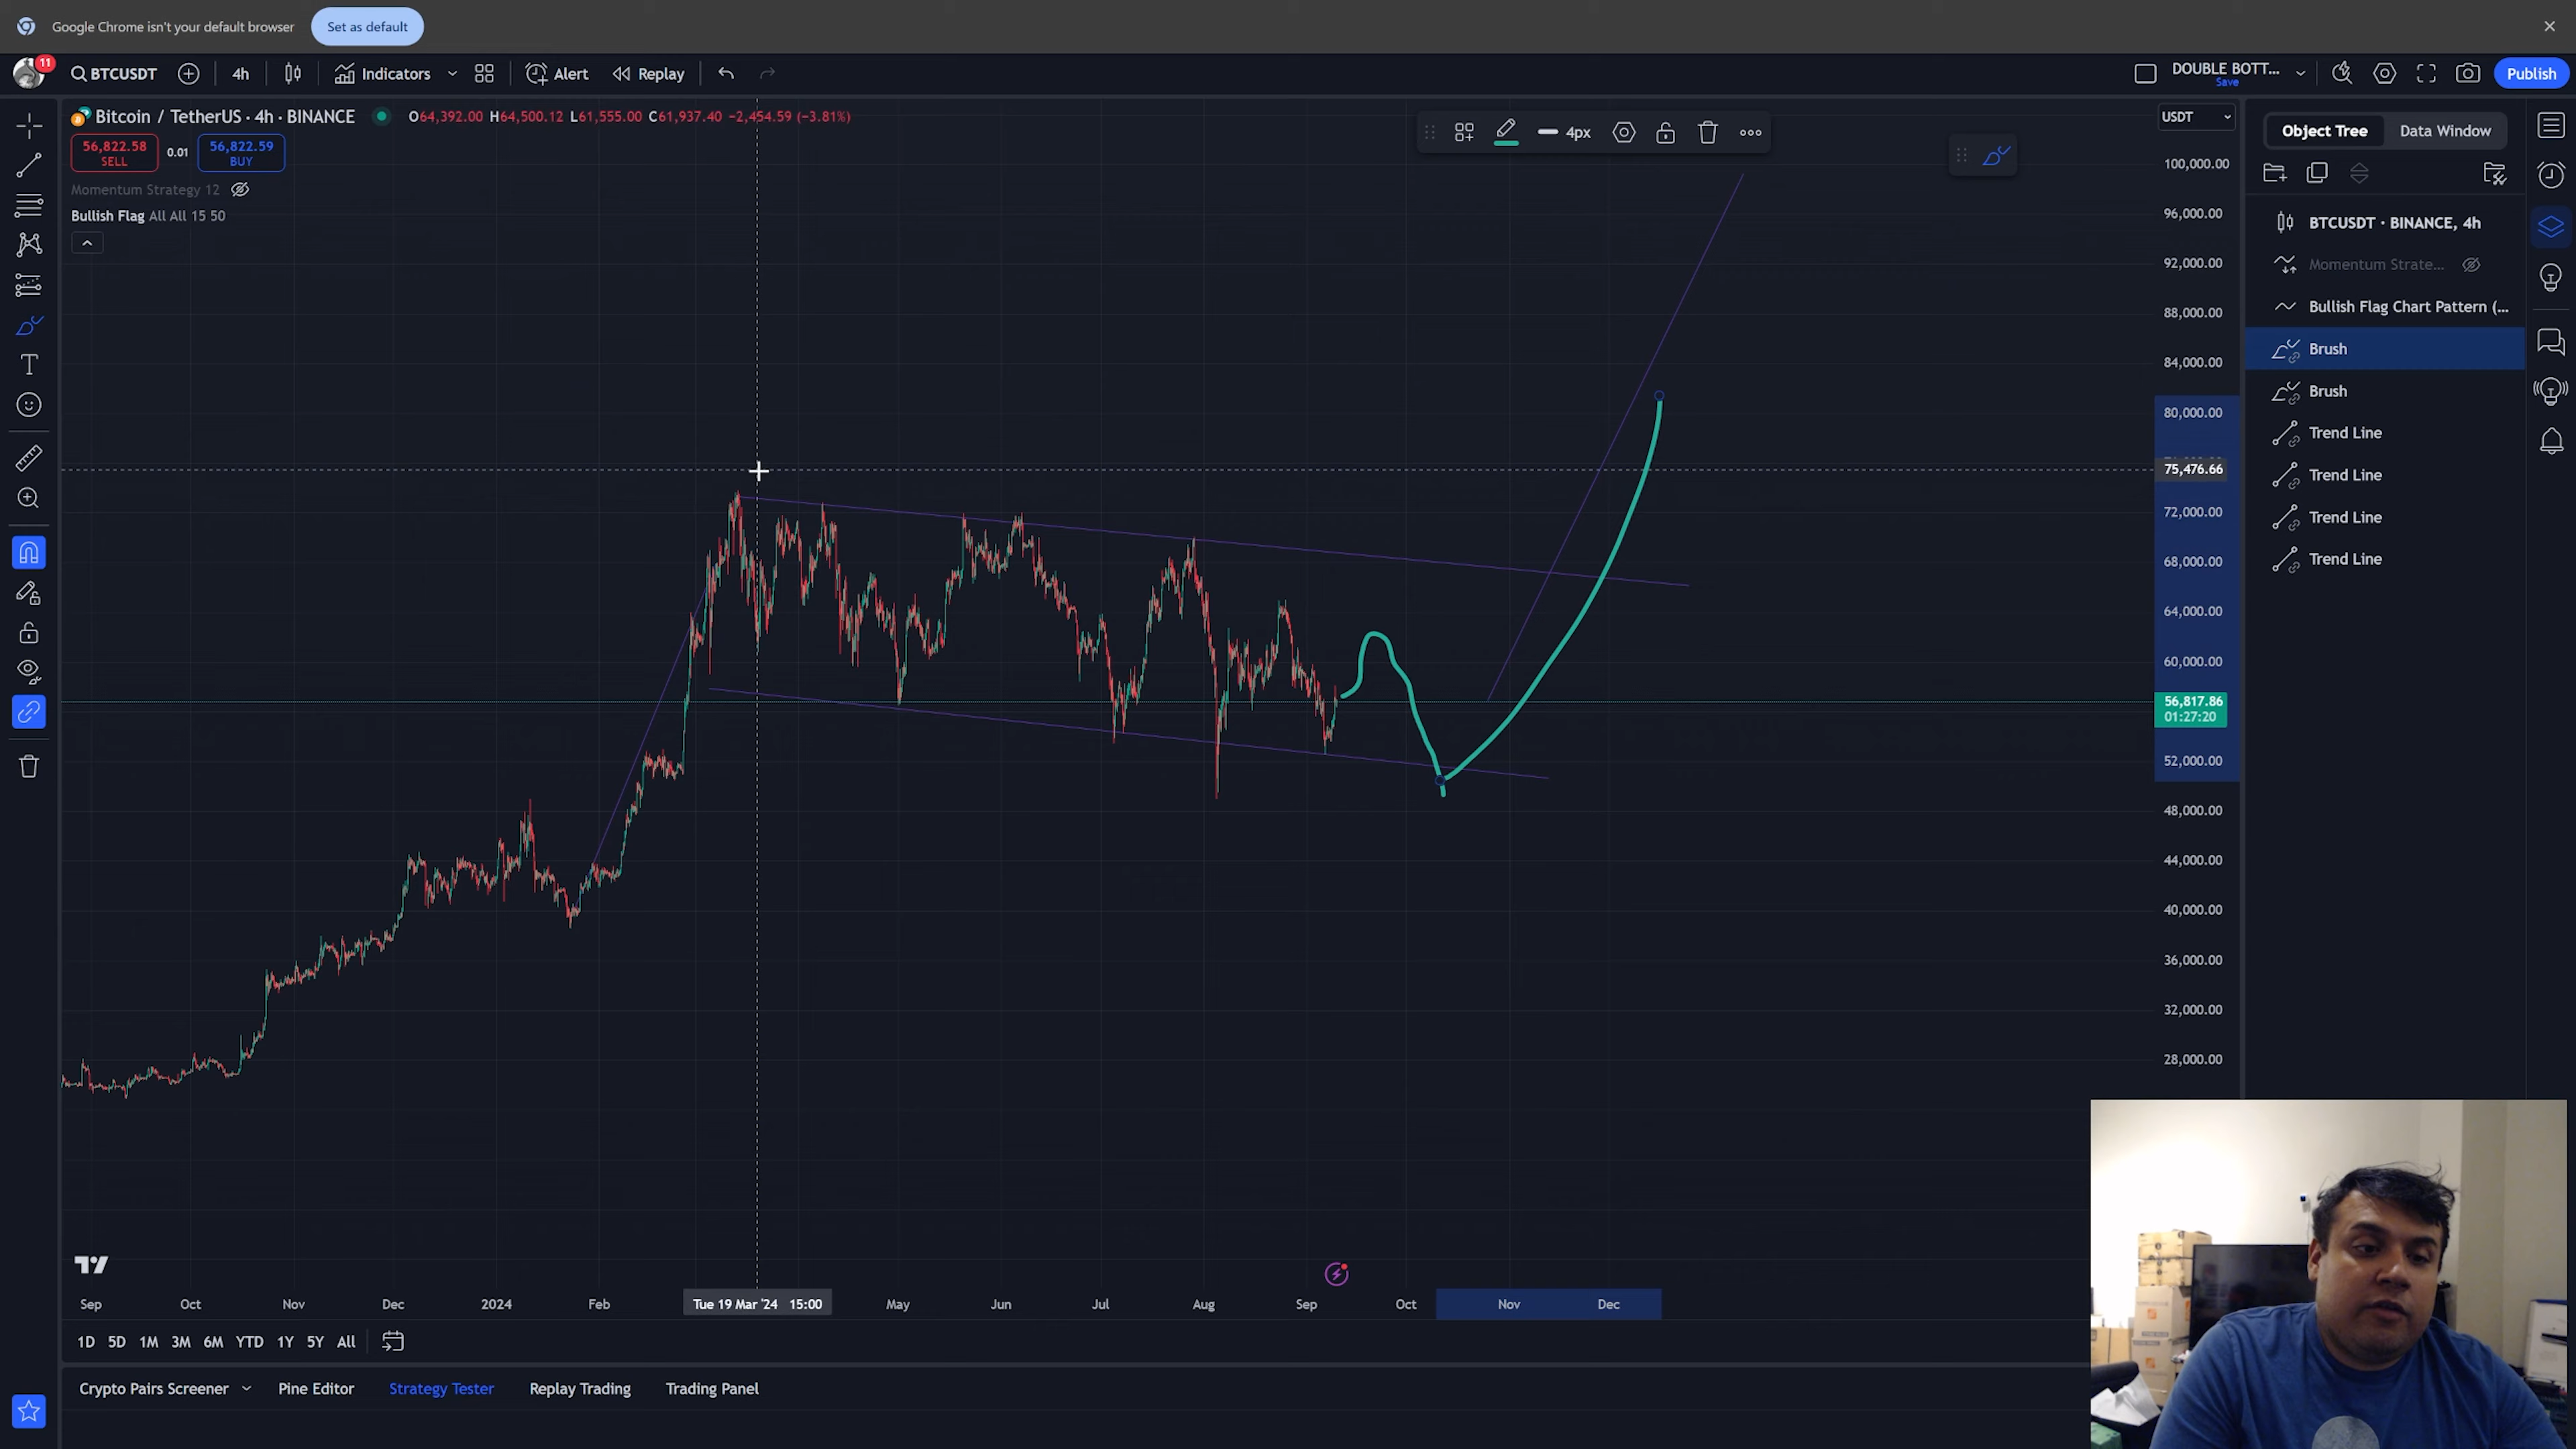 Google Chrome isn't your default browser Set as default
11
BTCUSDT 4h Indicators Alert Replay DOUBLE BOTT... Save Publish
Bitcoin / TetherUS · 4h · BINANCE O64,392.00 H64,500.12 L61,555.00 C61,937.40 −2,454.59 (−3.81%)
56,822.58 SELL 0.01 56,822.59 BUY
Momentum Strategy 12
Bullish Flag All All 15 50
4px
USDT
100,000.00
96,000.00
92,000.00
88,000.00
84,000.00
80,000.00
75,476.66
72,000.00
68,000.00
64,000.00
60,000.00
56,817.86
01:27:20
52,000.00
48,000.00
44,000.00
40,000.00
36,000.00
32,000.00
28,000.00
Object Tree Data Window
BTCUSDT · BINANCE, 4h
Momentum Strate...
Bullish Flag Chart Pattern (...
Brush
Brush
Trend Line
Trend Line
Trend Line
Trend Line
Sep Oct Nov Dec 2024 Feb Tue 19 Mar '24 15:00 May Jun Jul Aug Sep Oct Nov Dec
1D 5D 1M 3M 6M YTD 1Y 5Y All
Crypto Pairs Screener Pine Editor Strategy Tester Replay Trading Trading Panel